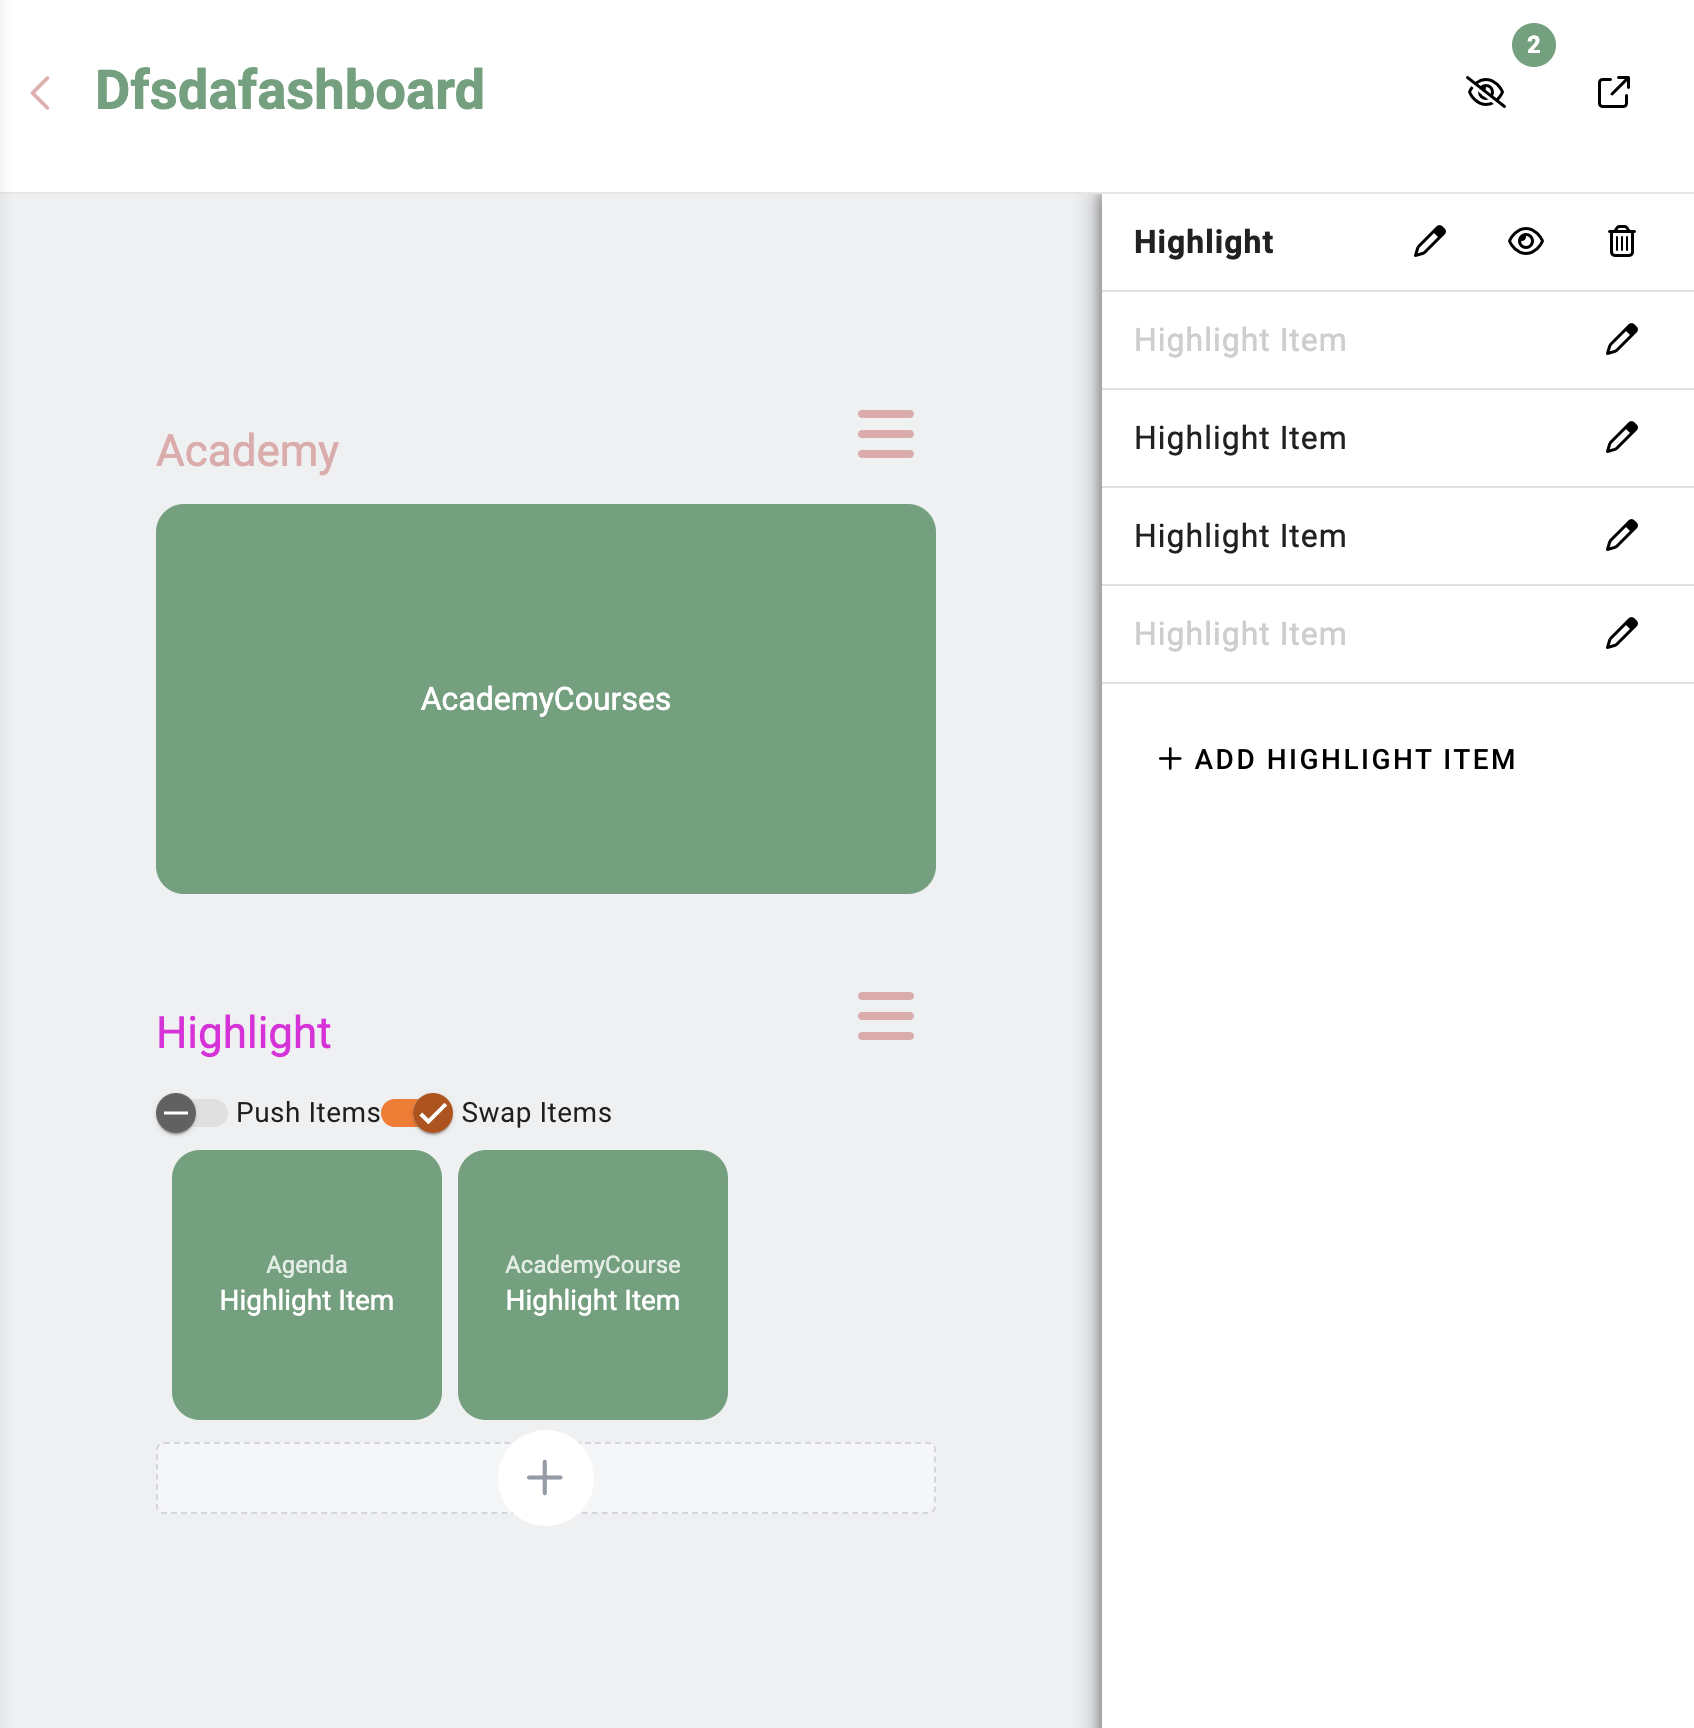 Dfsdafashboard
2
Highlight
Highlight Item
Highlight Item
Highlight Item
Highlight Item
ADD HIGHLIGHT ITEM
Academy
AcademyCourses
Highlight
Push Items Swap Items
Agenda
Highlight Item
AcademyCourse
Highlight Item